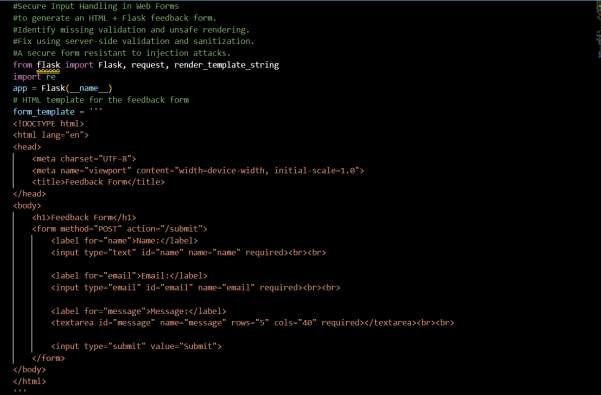 #Secure Input Handling in Web Forms
#to generate an HTML + Flask feedback form.
#Identify missing validation and unsafe rendering.
#Fix using server-side validation and sanitization.
#A secure form resistant to injection attacks.
from flask import Flask, request, render_template_string
import re
app = Flask(__name__)
# HTML template for the feedback form
form_template = '''
<!DOCTYPE html>
<html lang="en">
<head>
    <meta charset="UTF-8">
    <meta name="viewport" content="width=device-width, initial-scale=1.0">
    <title>Feedback Form</title>
</head>
<body>
    <h1>Feedback Form</h1>
    <form method="POST" action="/submit">
        <label for="name">Name:</label>
        <input type="text" id="name" name="name" required><br><br>
        <label for="email">Email:</label>
        <input type="email" id="email" name="email" required><br><br>
        <label for="message">Message:</label>
        <textarea id="message" name="message" rows="5" cols="40" required></textarea><br><br>
        <input type="submit" value="Submit">
    </form>
</body>
</html>
'''